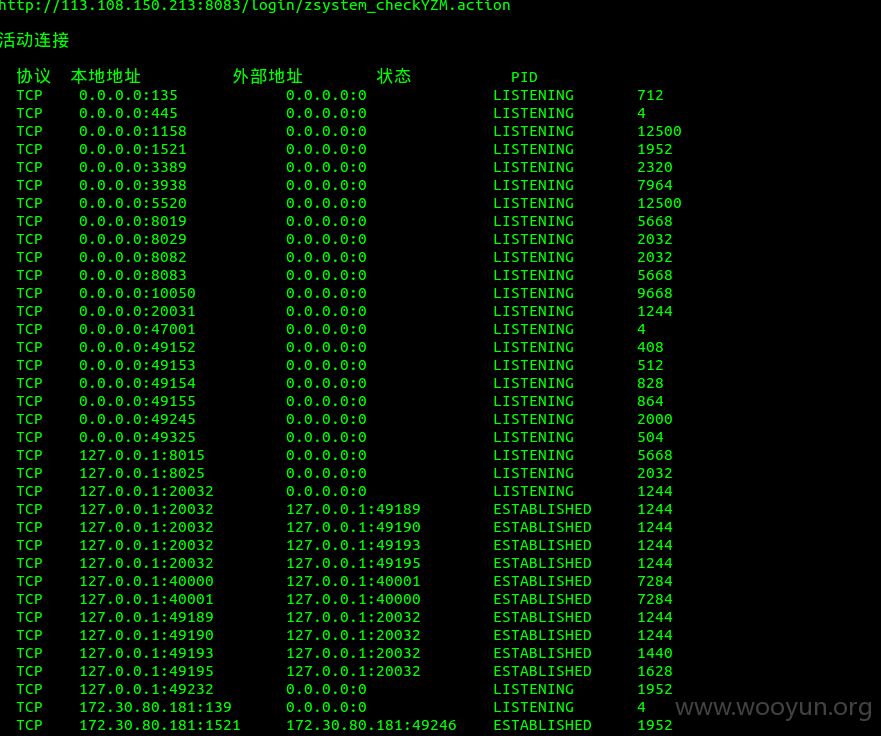 http://113.108.150.213:8083/login/zsystem_checkYZM.action
活动连接
协议 本地地址 外部地址 状态 PID
TCP 0.0.0.0:135 0.0.0.0:0 LISTENING 712
TCP 0.0.0.0:445 0.0.0.0:0 LISTENING 4
TCP 0.0.0.0:1158 0.0.0.0:0 LISTENING 12500
TCP 0.0.0.0:1521 0.0.0.0:0 LISTENING 1952
TCP 0.0.0.0:3389 0.0.0.0:0 LISTENING 2320
TCP 0.0.0.0:3938 0.0.0.0:0 LISTENING 7964
TCP 0.0.0.0:5520 0.0.0.0:0 LISTENING 12500
TCP 0.0.0.0:8019 0.0.0.0:0 LISTENING 5668
TCP 0.0.0.0:8029 0.0.0.0:0 LISTENING 2032
TCP 0.0.0.0:8082 0.0.0.0:0 LISTENING 2032
TCP 0.0.0.0:8083 0.0.0.0:0 LISTENING 5668
TCP 0.0.0.0:10050 0.0.0.0:0 LISTENING 9668
TCP 0.0.0.0:20031 0.0.0.0:0 LISTENING 1244
TCP 0.0.0.0:47001 0.0.0.0:0 LISTENING 4
TCP 0.0.0.0:49152 0.0.0.0:0 LISTENING 408
TCP 0.0.0.0:49153 0.0.0.0:0 LISTENING 512
TCP 0.0.0.0:49154 0.0.0.0:0 LISTENING 828
TCP 0.0.0.0:49155 0.0.0.0:0 LISTENING 864
TCP 0.0.0.0:49245 0.0.0.0:0 LISTENING 2000
TCP 0.0.0.0:49325 0.0.0.0:0 LISTENING 504
TCP 127.0.0.1:8015 0.0.0.0:0 LISTENING 5668
TCP 127.0.0.1:8025 0.0.0.0:0 LISTENING 2032
TCP 127.0.0.1:20032 0.0.0.0:0 LISTENING 1244
TCP 127.0.0.1:20032 127.0.0.1:49189 ESTABLISHED 1244
TCP 127.0.0.1:20032 127.0.0.1:49190 ESTABLISHED 1244
TCP 127.0.0.1:20032 127.0.0.1:49193 ESTABLISHED 1244
TCP 127.0.0.1:20032 127.0.0.1:49195 ESTABLISHED 1244
TCP 127.0.0.1:40000 127.0.0.1:40001 ESTABLISHED 7284
TCP 127.0.0.1:40001 127.0.0.1:40000 ESTABLISHED 7284
TCP 127.0.0.1:49189 127.0.0.1:20032 ESTABLISHED 1244
TCP 127.0.0.1:49190 127.0.0.1:20032 ESTABLISHED 1244
TCP 127.0.0.1:49193 127.0.0.1:20032 ESTABLISHED 1440
TCP 127.0.0.1:49195 127.0.0.1:20032 ESTABLISHED 1628
TCP 127.0.0.1:49232 0.0.0.0:0 LISTENING 1952
TCP 172.30.80.181:139 0.0.0.0:0 LISTENING 4
www.wooyun.org
TCP 172.30.80.181:1521 172.30.80.181:49246 ESTABLISHED 1952